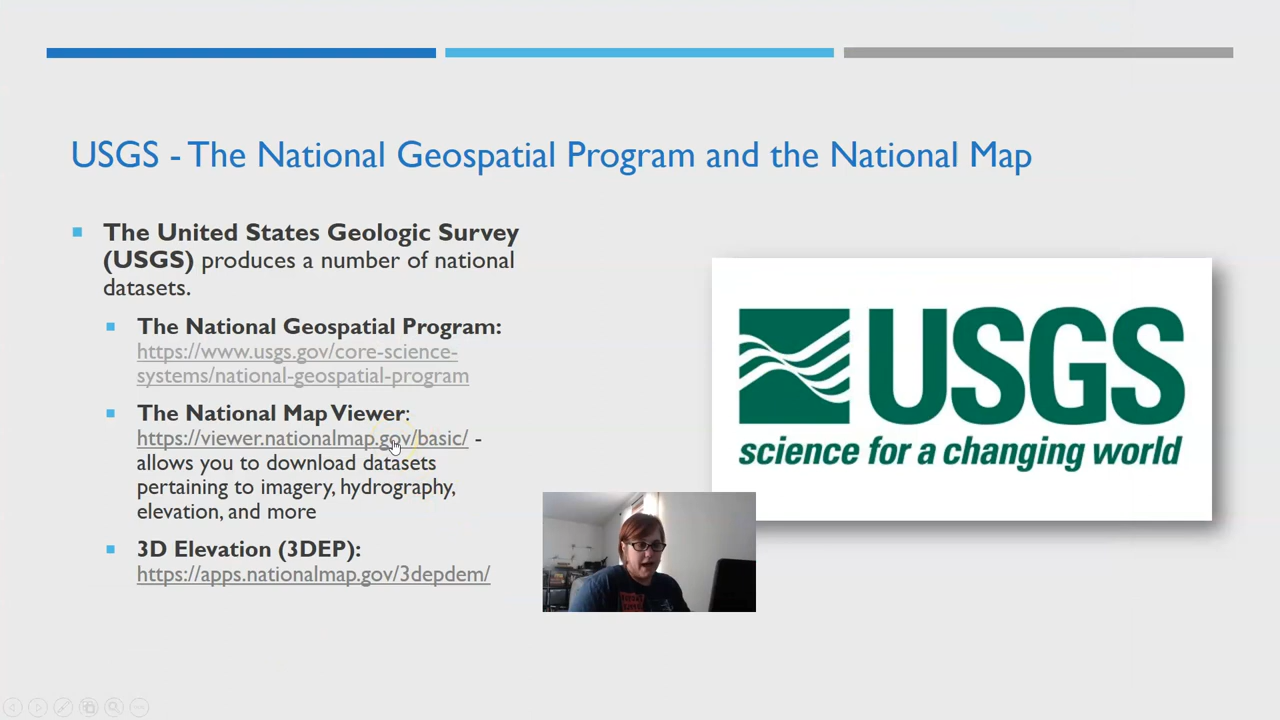 USGS - The National Geospatial Program and the National Map
The United States Geologic Survey
(USGS) produces a number of national
datasets.
The National Geospatial Program:
https://www.usgs.gov/core-science-
systems/national-geospatial-program
The National Map Viewer:
https://viewer.nationalmap.gov/basic/ -
allows you to download datasets
pertaining to imagery, hydrography,
elevation, and more
3D Elevation (3DEP):
https://apps.nationalmap.gov/3depdem/
USGS
science for a changing world